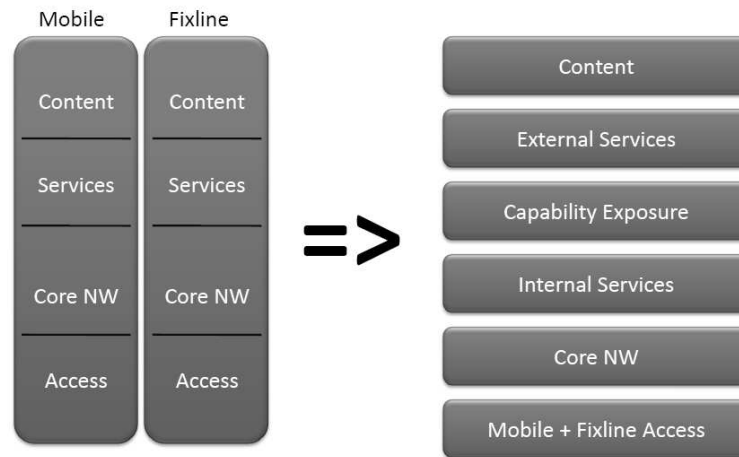 Mobile
Fixline
Content
Services
Core NW
Access
Content
Services
Core NW
Access
=>
Content
External Services
Capability Exposure
Internal Services
Core NW
Mobile + Fixline Access